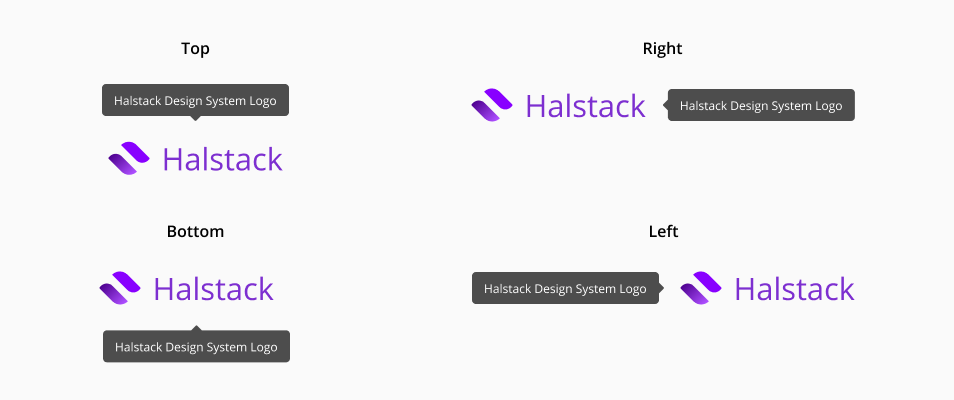 Top
Halstack Design System Logo
Halstack
Right
Halstack
Halstack Design System Logo
Bottom
Halstack
Halstack Design System Logo
Left
Halstack Design System Logo
Halstack